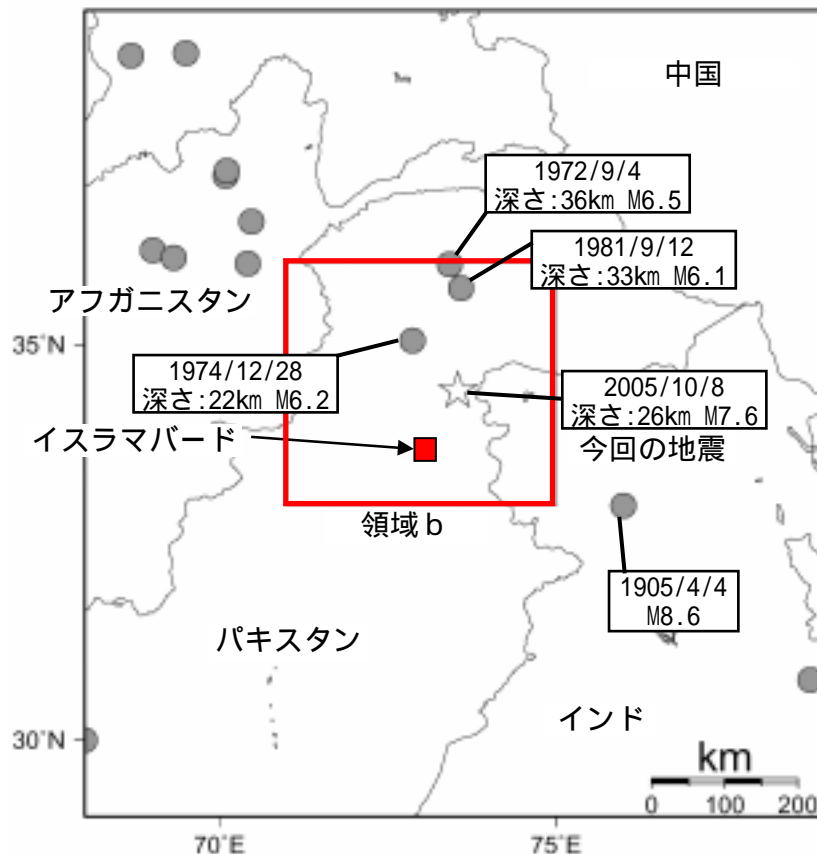 中国
1972/9/4
深さ:36km M6.5
1981/9/12
深さ:33km M6.1
アフガニスタン
35°N
1974/12/28
深さ:22km M6.2
2005/10/8
深さ:26km M7.6
イスラマバード
今回の地震
領域b
1905/4/4
M8.6
パキスタン
インド
30°N
km
0 100 200
70°E
75°E